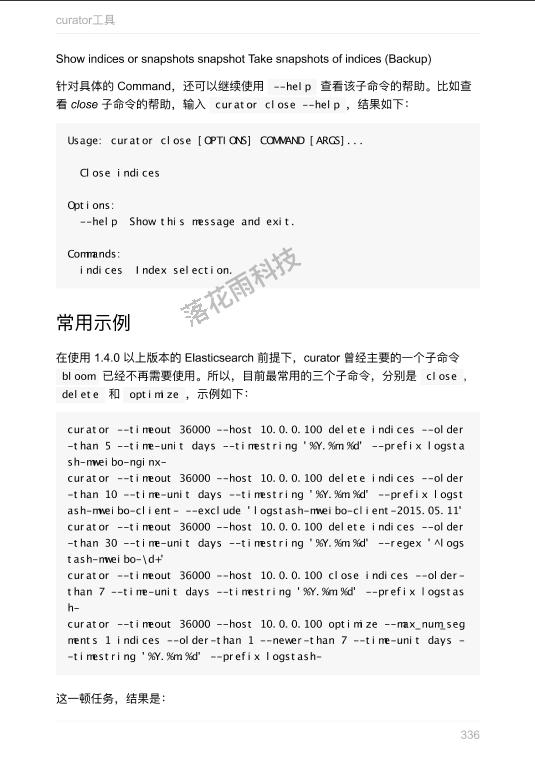 curator工具
Show indices or snapshots snapshot Take snapshots of indices (Backup)
针对具体的 Command，还可以继续使用 --help 查看该子命令的帮助。比如查
看 close 子命令的帮助，输入 curator close --help ，结果如下：
Usage: curator close [OPTIONS] COMMAND [ARGS]...
Close indices
Options:
--help Show this message and exit.
Commands:
indices Index selection.
落花雨科技
常用示例
在使用 1.4.0 以上版本的 Elasticsearch 前提下，curator 曾经主要的一个子命令
bloom 已经不再需要使用。所以，目前最常用的三个子命令，分别是 close ,
delete 和 optimize ，示例如下：
curator --timeout 36000 --host 10.0.0.100 delete indices --older
-than 5 --time-unit days --timestring '%Y.%m.%d' --prefix logsta
sh-mweibo-nginx-
curator --timeout 36000 --host 10.0.0.100 delete indices --older
-than 10 --time-unit days --timestring '%Y.%m.%d' --prefix logst
ash-mweibo-client- --exclude 'logstash-mweibo-client-2015.05.11'
curator --timeout 36000 --host 10.0.0.100 delete indices --older
-than 30 --time-unit days --timestring '%Y.%m.%d' --regex '^logs
tash-mweibo-\d+'
curator --timeout 36000 --host 10.0.0.100 close indices --older-
than 7 --time-unit days --timestring '%Y.%m.%d' --prefix logstas
h-
curator --timeout 36000 --host 10.0.0.100 optimize --max_num_seg
ments 1 indices --older-than 1 --newer-than 7 --time-unit days -
-timestring '%Y.%m.%d' --prefix logstash-
这一顿任务，结果是：
336